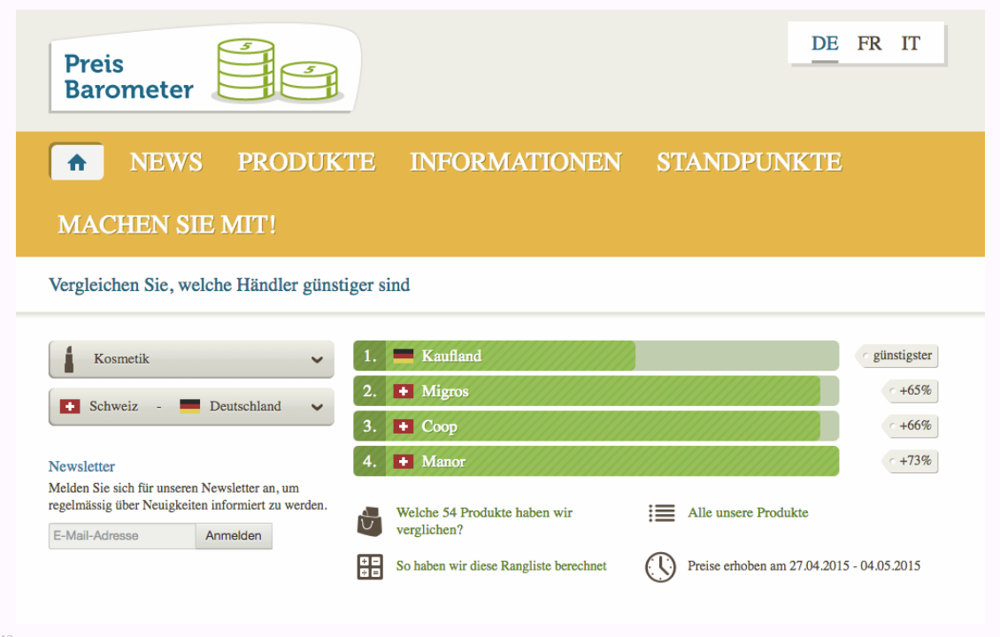 Preis
Barometer
5
5
DE FR IT
NEWS PRODUKTE INFORMATIONEN STANDPUNKTE
MACHEN SIE MIT!
Vergleichen Sie, welche Händler günstiger sind
Kosmetik
Schweiz - Deutschland
1. Kaufland günstigster
2. Migros +65%
3. Coop +66%
4. Manor +73%
Newsletter
Melden Sie sich für unseren Newsletter an, um
regelmässig über Neuigkeiten informiert zu werden.
E-Mail-Adresse Anmelden
Welche 54 Produkte haben wir
verglichen?
Alle unsere Produkte
So haben wir diese Rangliste berechnet
Preise erhoben am 27.04.2015 - 04.05.2015